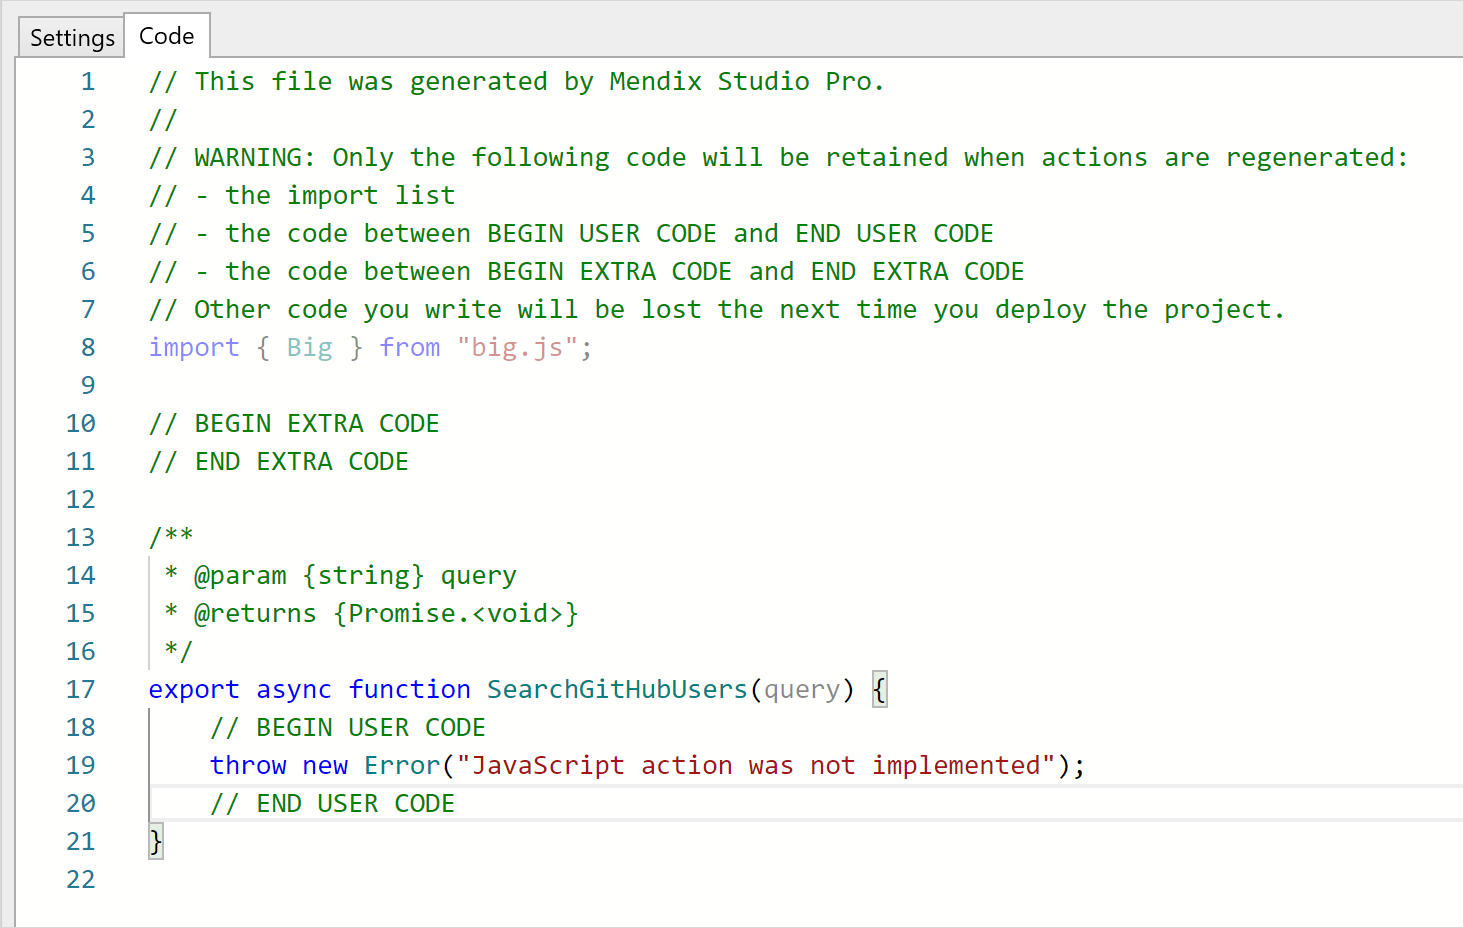 Settings
Code
1 // This file was generated by Mendix Studio Pro.
2 //
3 // WARNING: Only the following code will be retained when actions are regenerated:
4 // - the import list
5 // - the code between BEGIN USER CODE and END USER CODE
6 // - the code between BEGIN EXTRA CODE and END EXTRA CODE
7 // Other code you write will be lost the next time you deploy the project.
8 import { Big } from "big.js";
9
10 // BEGIN EXTRA CODE
11 // END EXTRA CODE
12
13 /**
14  * @param {string} query
15  * @returns {Promise.<void>}
16  */
17 export async function SearchGitHubUsers(query) {
18     // BEGIN USER CODE
19     throw new Error("JavaScript action was not implemented");
20     // END USER CODE
21 }
22